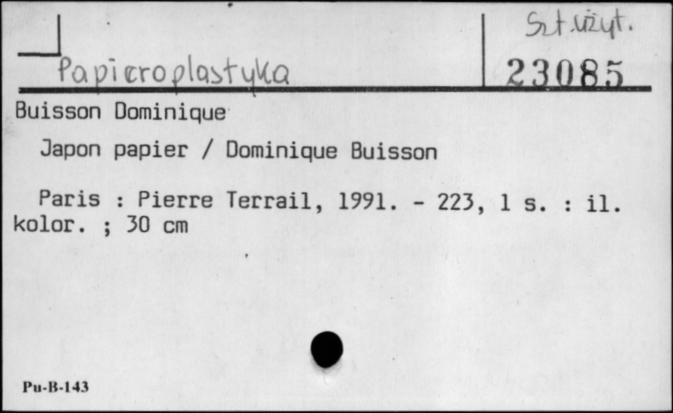 Szt.użyt.
Papieroplastyka
23085
Buisson Dominique
Japon papier / Dominique Buisson
Paris : Pierre Terrail, 1991. - 223, 1 s. : il.
kolor. ; 30 cm
Pu-B-143